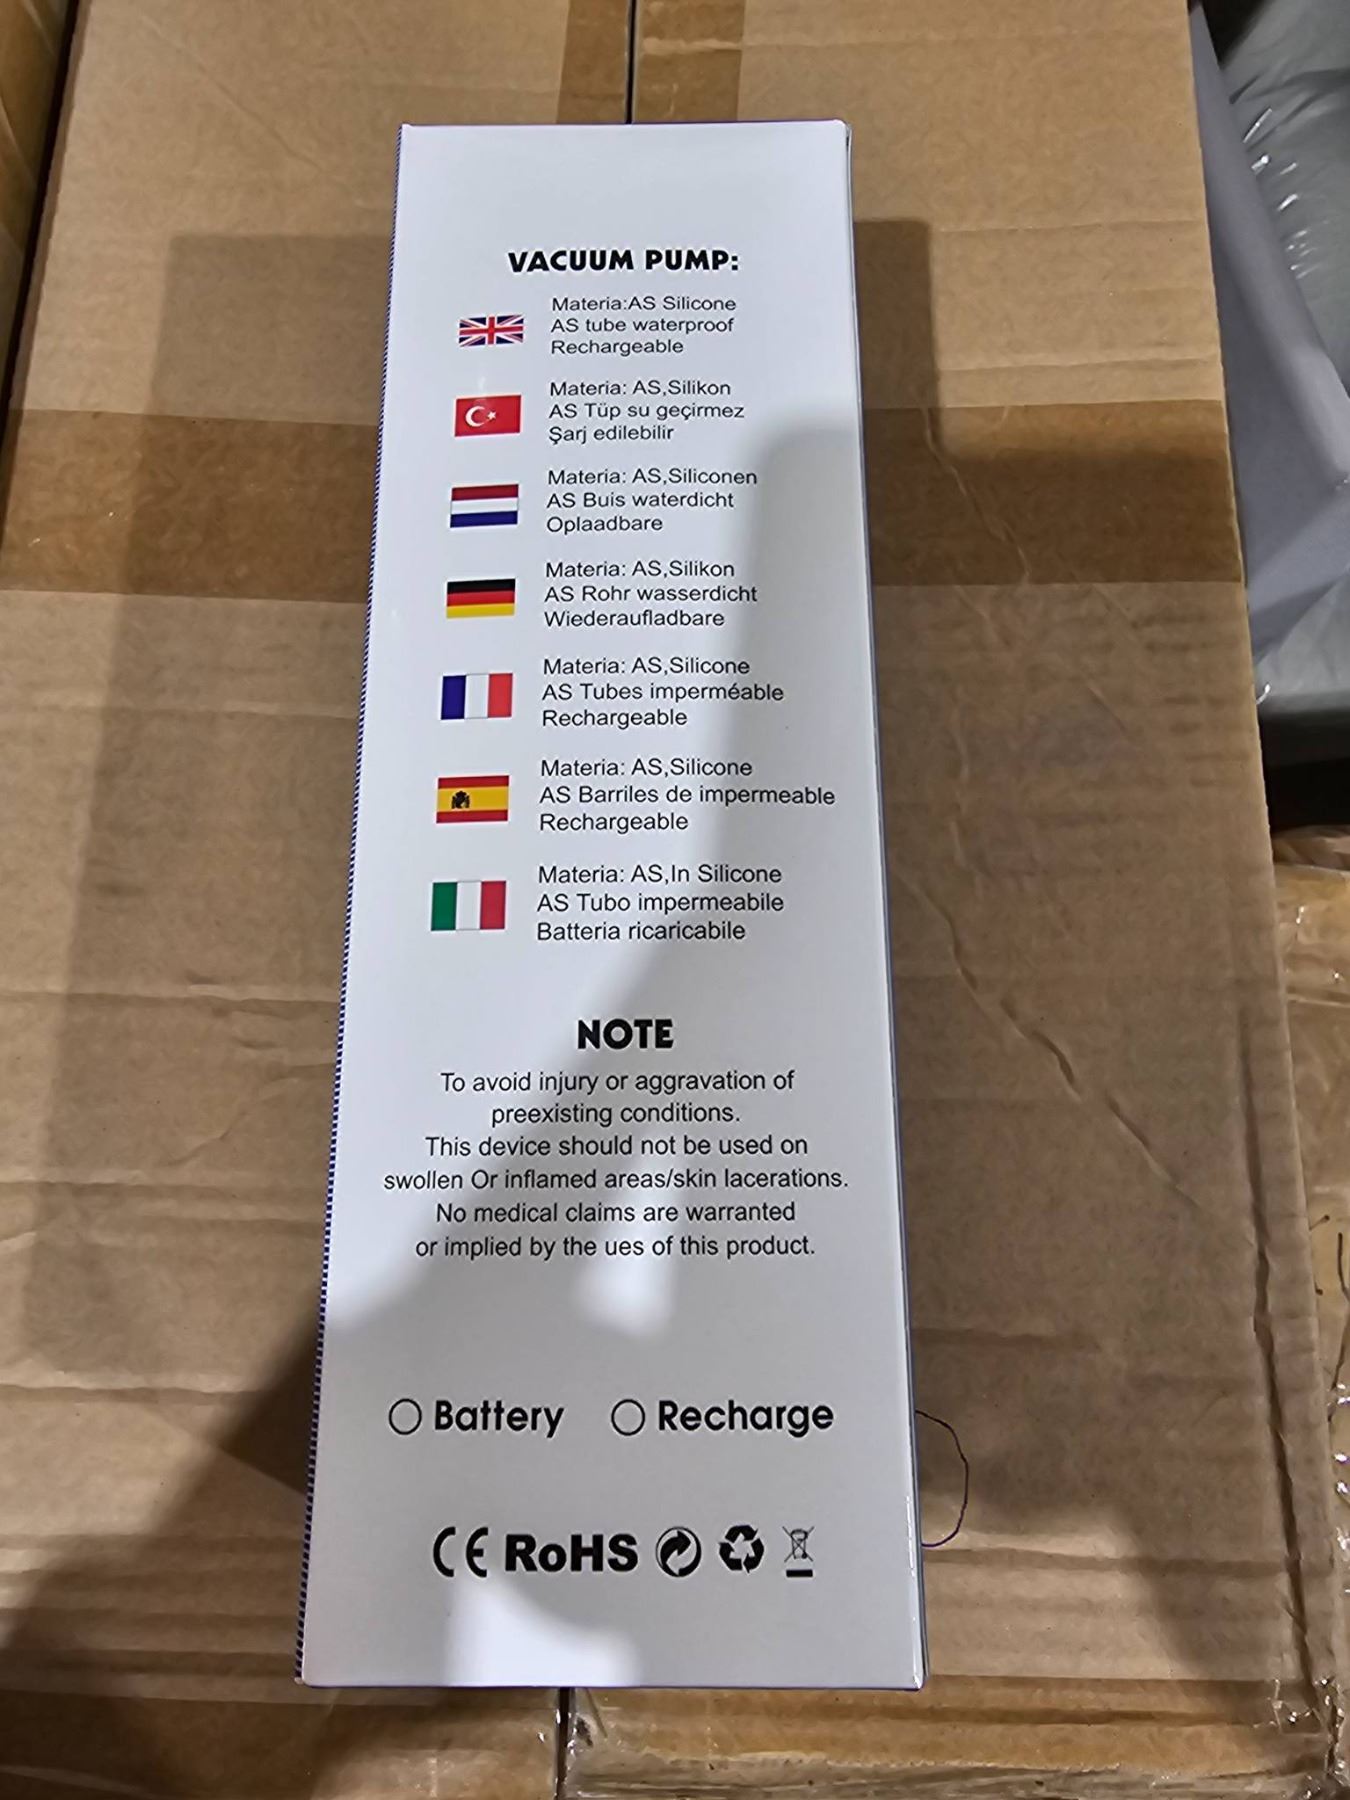 VACUUM PUMP:
Materia:AS Silicone
AS tube waterproof
Rechargeable
Materia: AS,Silikon
AS Tüp su geçirmez
Şarj edilebilir
Materia: AS,Siliconen
AS Buis waterdicht
Oplaadbare
Materia: AS,Silikon
AS Rohr wasserdicht
Wiederaufladbare
Materia: AS,Silicone
AS Tubes imperméable
Rechargeable
Materia: AS,Silicone
AS Barriles de impermeable
Rechargeable
Materia: AS,In Silicone
AS Tubo impermeabile
Batteria ricaricabile
NOTE
To avoid injury or aggravation of
preexisting conditions.
This device should not be used on
swollen Or inflamed areas/skin lacerations.
No medical claims are warranted
or implied by the ues of this product.
Battery Recharge
CE RoHS